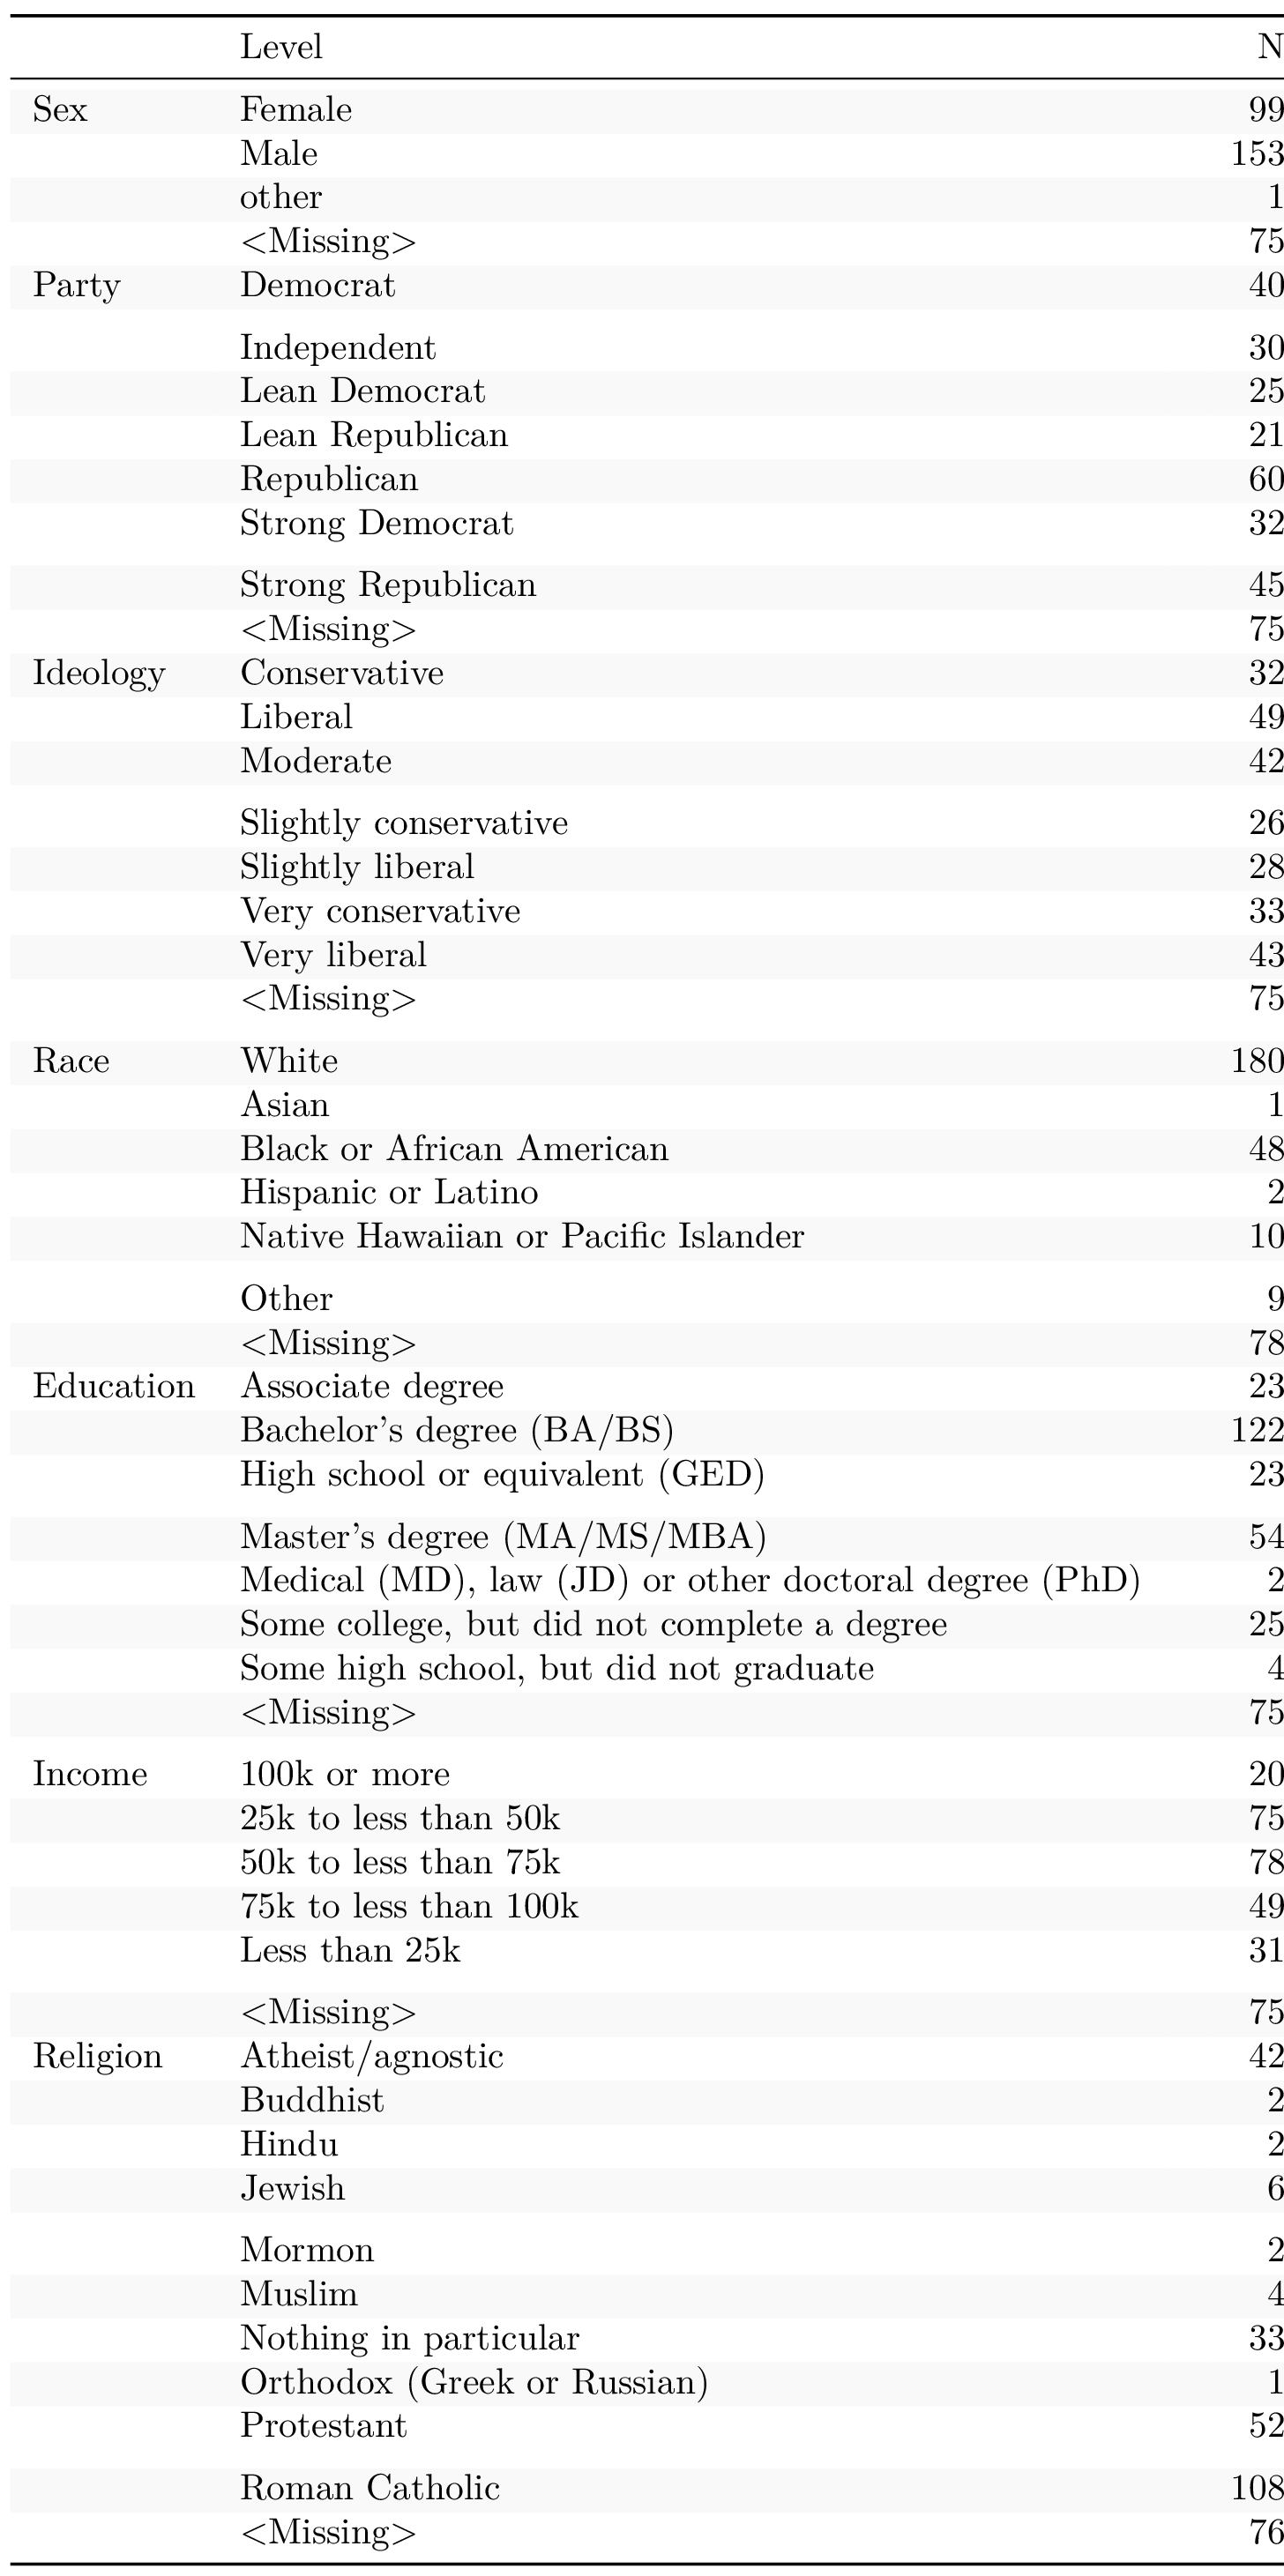 Level N
Sex Female 99
Male 153
other 1
<Missing> 75
Party Democrat 40
Independent 30
Lean Democrat 25
Lean Republican 21
Republican 60
Strong Democrat 32
Strong Republican 45
<Missing> 75
Ideology Conservative 32
Liberal 49
Moderate 42
Slightly conservative 26
Slightly liberal 28
Very conservative 33
Very liberal 43
<Missing> 75
Race White 180
Asian 1
Black or African American 48
Hispanic or Latino 2
Native Hawaiian or Pacific Islander 10
Other 9
<Missing> 78
Education Associate degree 23
Bachelor's degree (BA/BS) 122
High school or equivalent (GED) 23
Master's degree (MA/MS/MBA) 54
Medical (MD), law (JD) or other doctoral degree (PhD) 2
Some college, but did not complete a degree 25
Some high school, but did not graduate 4
<Missing> 75
Income 100k or more 20
25k to less than 50k 75
50k to less than 75k 78
75k to less than 100k 49
Less than 25k 31
<Missing> 75
Religion Atheist/agnostic 42
Buddhist 2
Hindu 2
Jewish 6
Mormon 2
Muslim 4
Nothing in particular 33
Orthodox (Greek or Russian) 1
Protestant 52
Roman Catholic 108
<Missing> 76